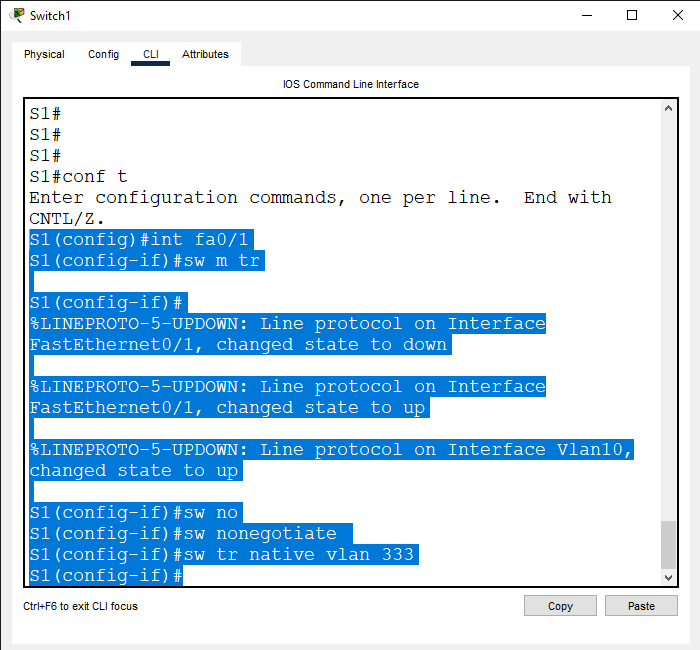 Switch1
Physical Config CLI Attributes
IOS Command Line Interface
S1#
S1#
S1#
S1#conf t
Enter configuration commands, one per line.  End with
CNTL/Z.
S1(config)#int fa0/1
S1(config-if)#sw m tr
S1(config-if)#
%LINEPROTO-5-UPDOWN: Line protocol on Interface
FastEthernet0/1, changed state to down
%LINEPROTO-5-UPDOWN: Line protocol on Interface
FastEthernet0/1, changed state to up
%LINEPROTO-5-UPDOWN: Line protocol on Interface Vlan10,
changed state to up
S1(config-if)#sw no
S1(config-if)#sw nonegotiate
S1(config-if)#sw tr native vlan 333
S1(config-if)#
Ctrl+F6 to exit CLI focus
Copy Paste